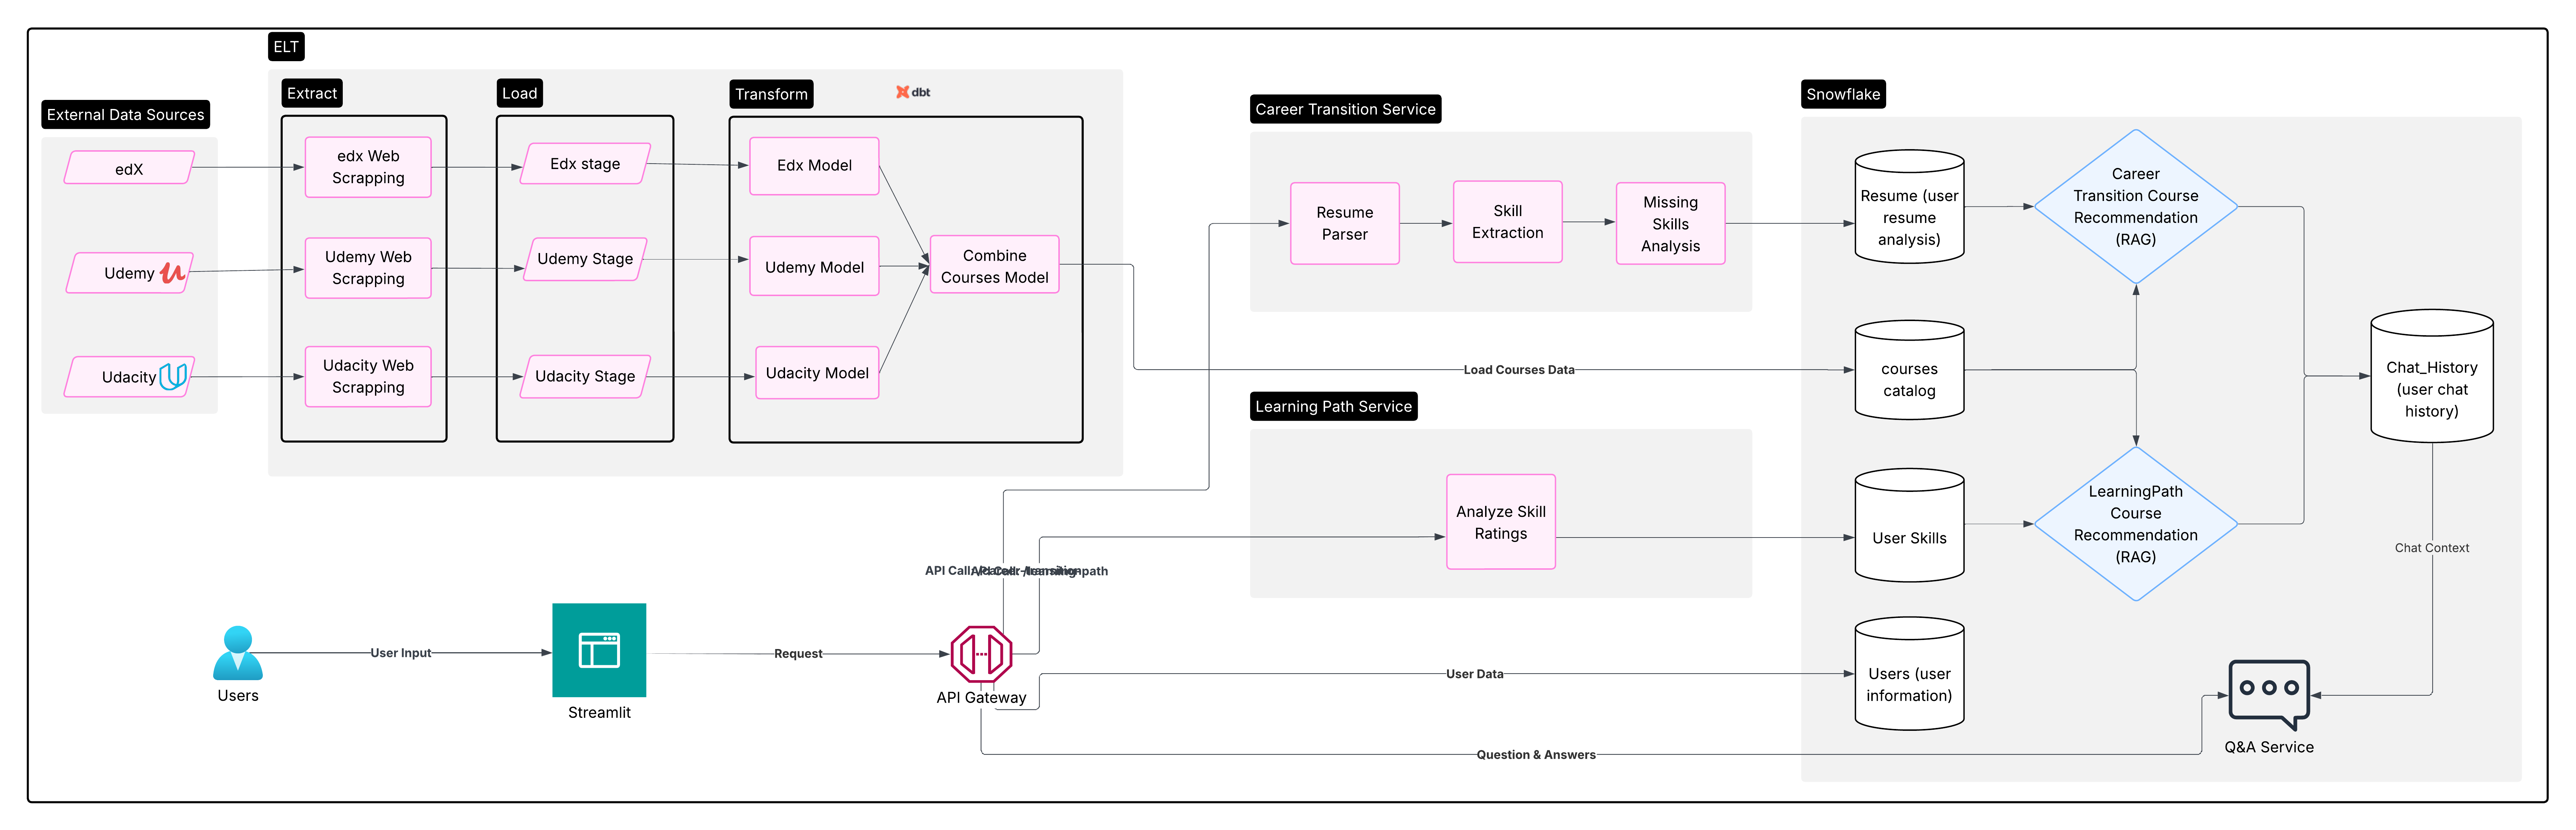 ELT
External Data Sources
edX
Udemy
Udacity
Extract
edx Web
Scrapping
Udemy Web
Scrapping
Udacity Web
Scrapping
Load
Edx stage
Udemy Stage
Udacity Stage
Transform
dbt
Edx Model
Udemy Model
Udacity Model
Combine
Courses Model
Career Transition Service
Resume
Parser
Skill
Extraction
Missing
Skills
Analysis
Load Courses Data
Learning Path Service
Analyze Skill
Ratings
Snowflake
Resume (user
resume
analysis)
courses
catalog
User Skills
Users (user
information)
Career
Transition Course
Recommendation
(RAG)
LearningPath
Course
Recommendation
(RAG)
Chat_History
(user chat
history)
Chat Context
Q&A Service
Users
User Input
Streamlit
Request
API Gateway
API Call:
User Data
Question & Answers